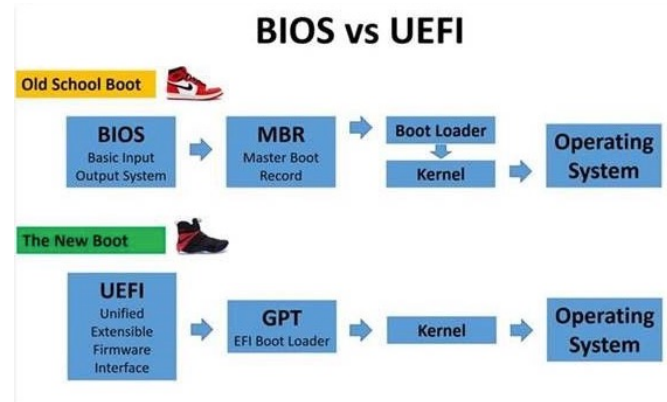 BIOS vs UEFI
Old School Boot
BIOS
Basic Input
Output System
MBR
Master Boot
Record
Boot Loader
Kernel
Operating
System
The New Boot
UEFI
Unified
Extensible
Firmware
Interface
GPT
EFI Boot Loader
Kernel
Operating
System